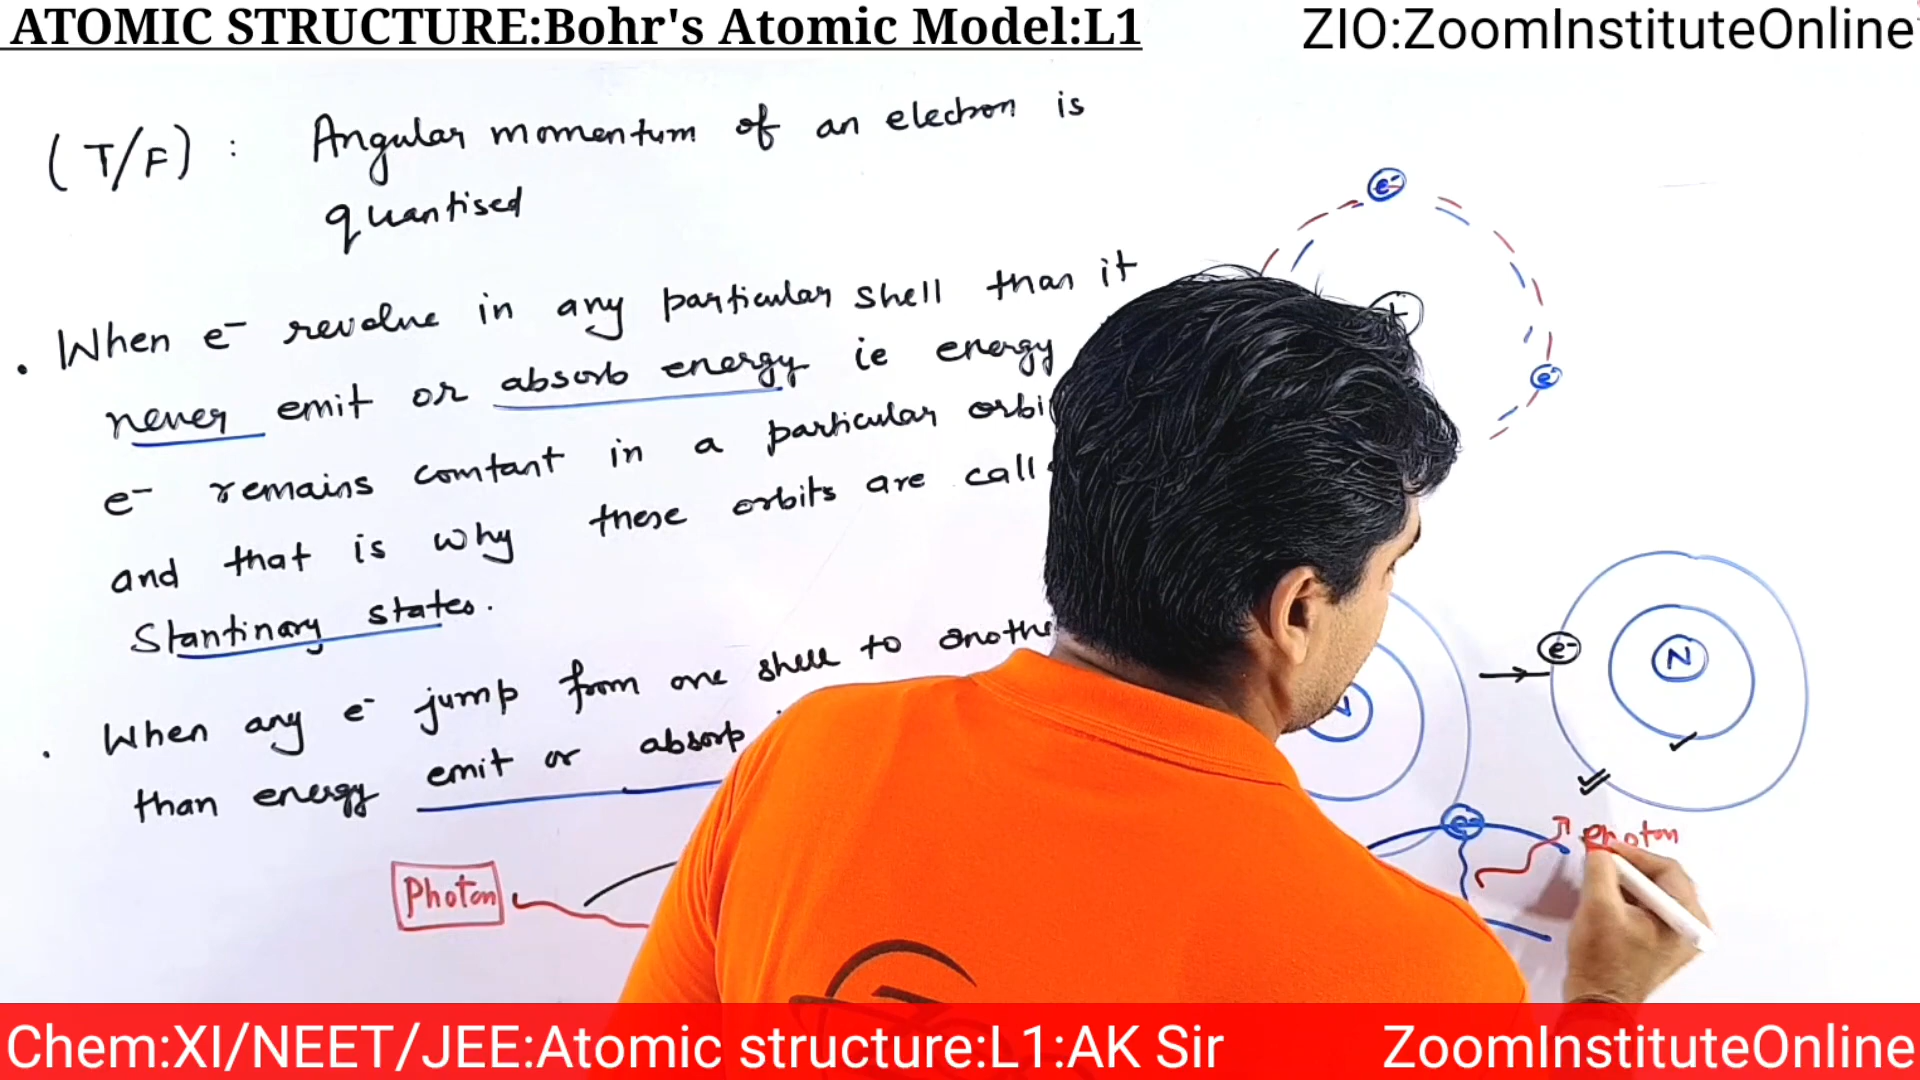 ATOMIC STRUCTURE:Bohr's Atomic Model:L1
ZIO:ZoomInstituteOnline
(T/F) : Angular momentum of an electron is
quantised
. When e- revolve in any particular shell than it
never emit or absorb energy ie energy
e- remains constant in a particular orbi
and that is why these orbits are call
Stantinary states.
. When any e- jump from one shell to anothe
than energy emit or absorp
Photon
e-
+
e-
N
e-
N
e-
Photon
Chem:XI/NEET/JEE:Atomic structure:L1:AK Sir
ZoomInstituteOnline